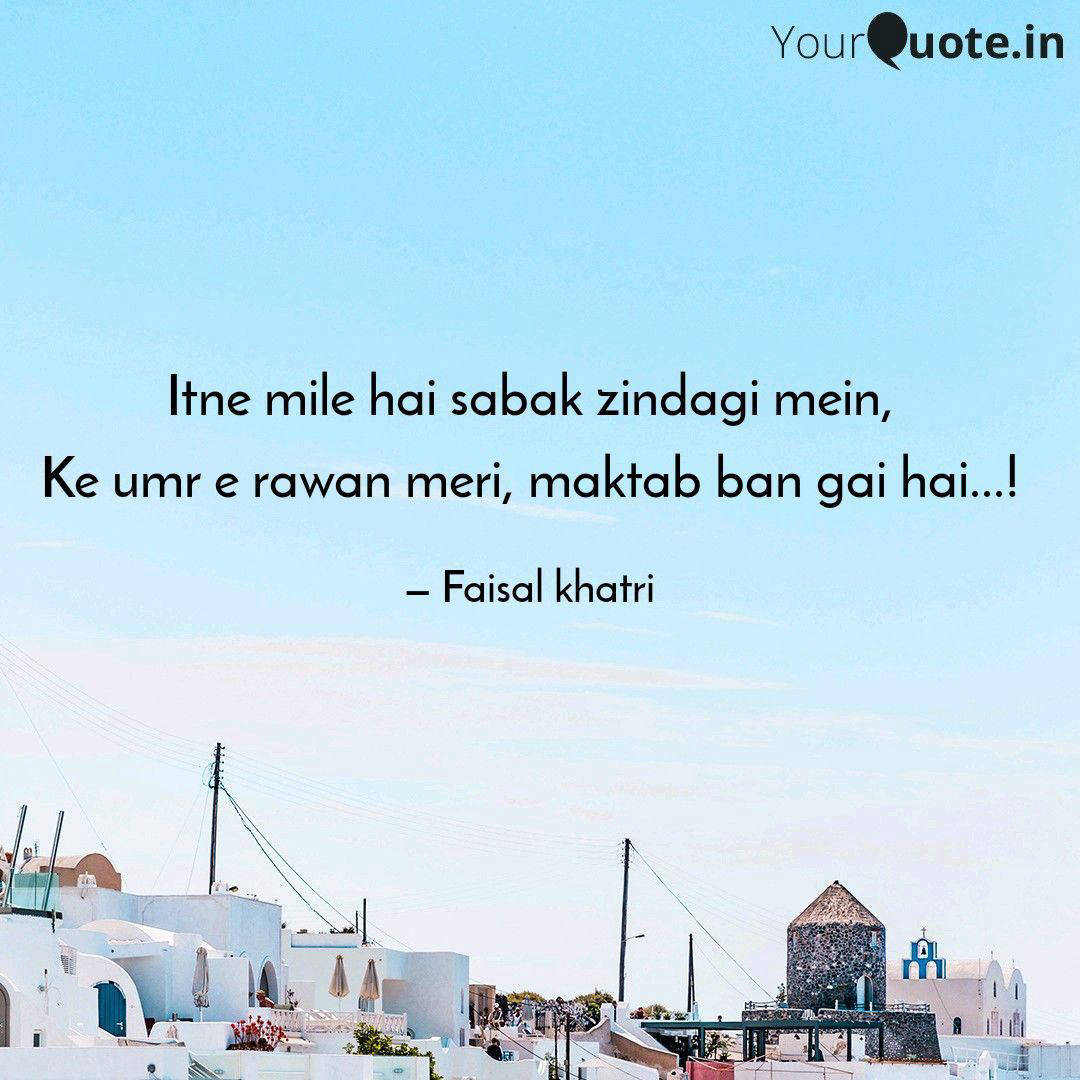 YourQuote.in
Itne mile hai sabak zindagi mein,
Ke umr e rawan meri, maktab ban gai hai...!
– Faisal khatri